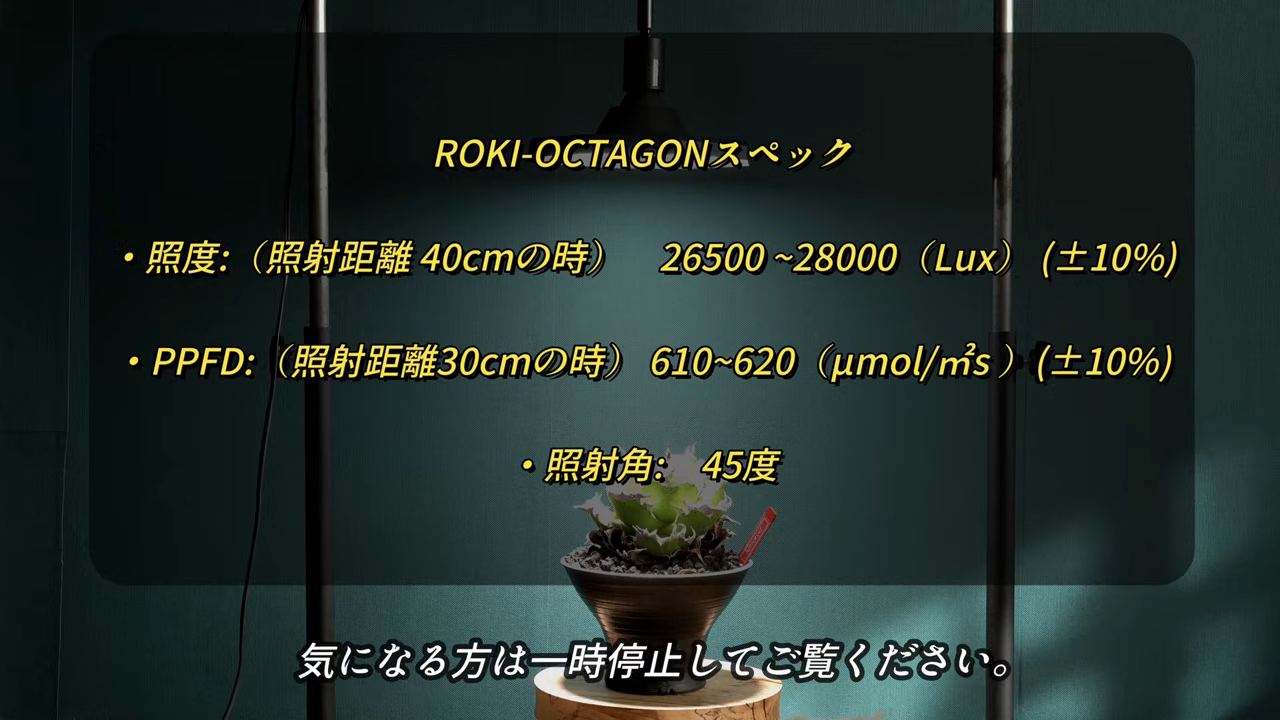 ROKI-OCTAGONスペック
・照度:（照射距離 40cmの時）　26500 ~28000（Lux） (±10%)
・PPFD:（照射距離30cmの時） 610~620（μmol/㎡s ） (±10%)
・照射角:　45度
気になる方は一時停止してご覧ください。